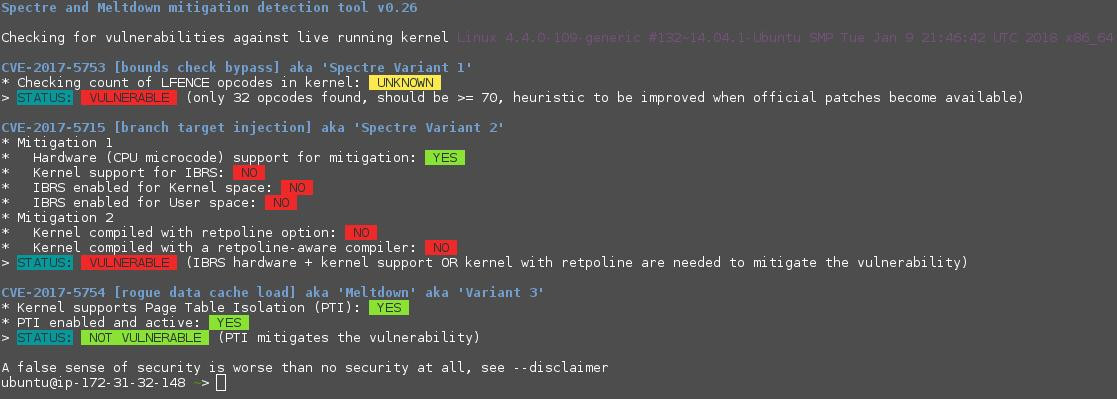 Spectre and Meltdown mitigation detection tool v0.26
Checking for vulnerabilities against live running kernel Linux 4.4.0-109-generic #132~14.04.1-Ubuntu SMP Tue Jan 9 21:46:42 UTC 2018 x86_64
CVE-2017-5753 [bounds check bypass] aka 'Spectre Variant 1'
* Checking count of LFENCE opcodes in kernel: UNKNOWN
> STATUS: VULNERABLE (only 32 opcodes found, should be >= 70, heuristic to be improved when official patches become available)
CVE-2017-5715 [branch target injection] aka 'Spectre Variant 2'
* Mitigation 1
* Hardware (CPU microcode) support for mitigation: YES
* Kernel support for IBRS: NO
* IBRS enabled for Kernel space: NO
* IBRS enabled for User space: NO
* Mitigation 2
* Kernel compiled with retpoline option: NO
* Kernel compiled with a retpoline-aware compiler: NO
> STATUS: VULNERABLE (IBRS hardware + kernel support OR kernel with retpoline are needed to mitigate the vulnerability)
CVE-2017-5754 [rogue data cache load] aka 'Meltdown' aka 'Variant 3'
* Kernel supports Page Table Isolation (PTI): YES
* PTI enabled and active: YES
> STATUS: NOT VULNERABLE (PTI mitigates the vulnerability)
A false sense of security is worse than no security at all, see --disclaimer
ubuntu@ip-172-31-32-148 ~>